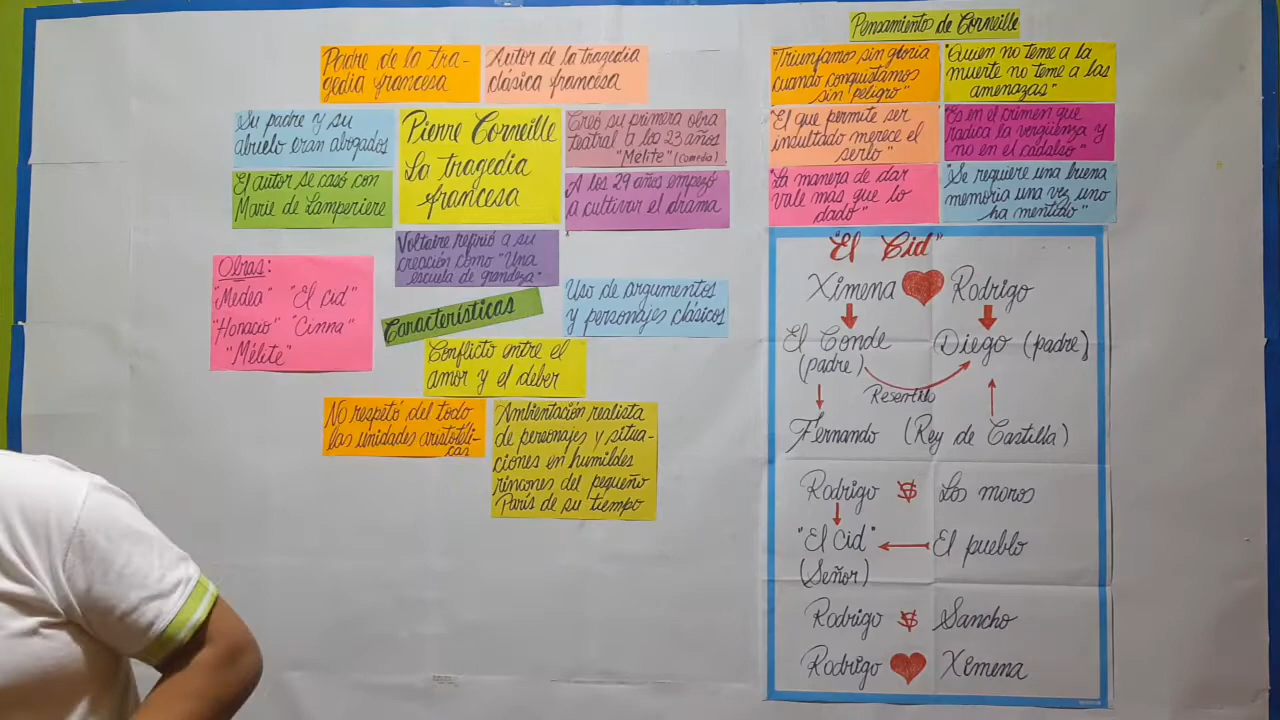 Pensamiento de Corneille
Padre de la tra-
gedia francesa
Autor de la tragedia
clásica francesa
Su padre y su
abuelo eran abogados
Pierre Corneille
La tragedia
francesa
Creó su primera obra
teatral a los 23 años
"Mélite" (comedia)
El autor se casó con
Marie de Lamperiere
A los 29 años empezó
a cultivar el drama
Voltaire refirió a su
creación como "Una
escuela de grandeza"
Obras:
"Medea" "El cid"
"Horacio" "Cinna"
"Mélite"
Características
Uso de argumentos
y personajes clásicos
Conflicto entre el
amor y el deber
No respetó del todo
las unidades aristotéli-
cas
Ambientación realista
de personajes y situa-
ciones en humildes
rincones del pequeño
París de su tiempo
"Triunfamos sin gloria
cuando conquistamos
sin peligro"
"Quien no teme a la
muerte no teme a las
amenazas"
"El que permite ser
insultado merece el
serlo"
"Es en el crimen que
radica la vergüenza y
no en el cadalso"
"La manera de dar
vale más que lo
dado"
"Se requiere una buena
memoria una vez uno
ha mentido"
"El Cid"
Ximena Rodrigo
El Conde Diego (padre)
(padre)
Fernando (Rey de Castilla)
Rodrigo VS Los moros
"El Cid" El pueblo
(Señor)
Rodrigo VS Sancho
Rodrigo Ximena